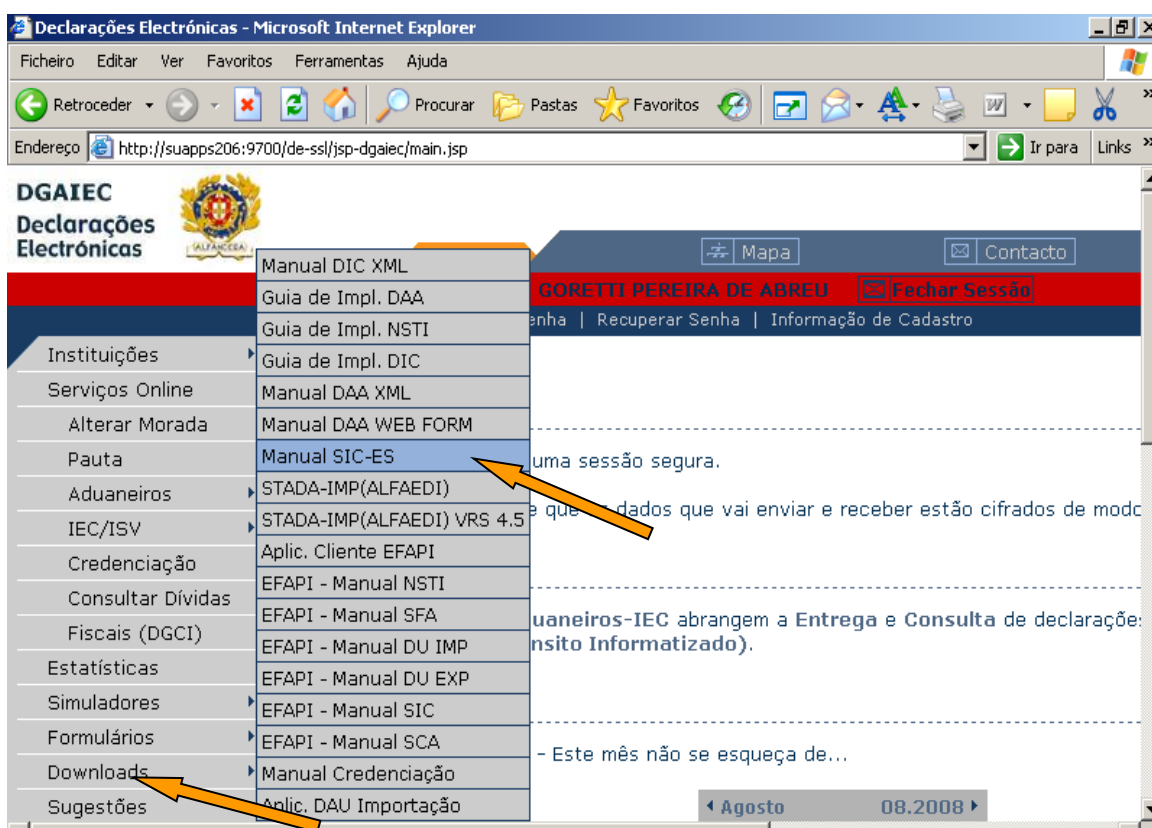 Declarações Electrónicas - Microsoft Internet Explorer
Ficheiro Editar Ver Favoritos Ferramentas Ajuda
Retroceder Procurar Pastas Favoritos
Endereço http://suapps206:9700/de-ssl/jsp-dgaiec/main.jsp Ir para Links
DGAIEC
Declarações
Electrónicas
Mapa Contacto
GORETTI PEREIRA DE ABREU Fechar Sessão
enha | Recuperar Senha | Informação de Cadastro
Instituições
Serviços Online
Alterar Morada
Pauta
Aduaneiros
IEC/ISV
Credenciação
Consultar Dívidas
Fiscais (DGCI)
Estatísticas
Simuladores
Formulários
Downloads
Sugestões
Manual DIC XML
Guia de Impl. DAA
Guia de Impl. NSTI
Guia de Impl. DIC
Manual DAA XML
Manual DAA WEB FORM
Manual SIC-ES
STADA-IMP(ALFAEDI)
STADA-IMP(ALFAEDI) VRS 4.5
Aplic. Cliente EFAPI
EFAPI - Manual NSTI
EFAPI - Manual SFA
EFAPI - Manual DU IMP
EFAPI - Manual DU EXP
EFAPI - Manual SIC
EFAPI - Manual SCA
Manual Credenciação
Aplic. DAU Importação
uma sessão segura.
e que os dados que vai enviar e receber estão cifrados de modo
uaneiros-IEC abrangem a Entrega e Consulta de declarações
nsito Informatizado).
- Este mês não se esqueça de...
Agosto 08.2008